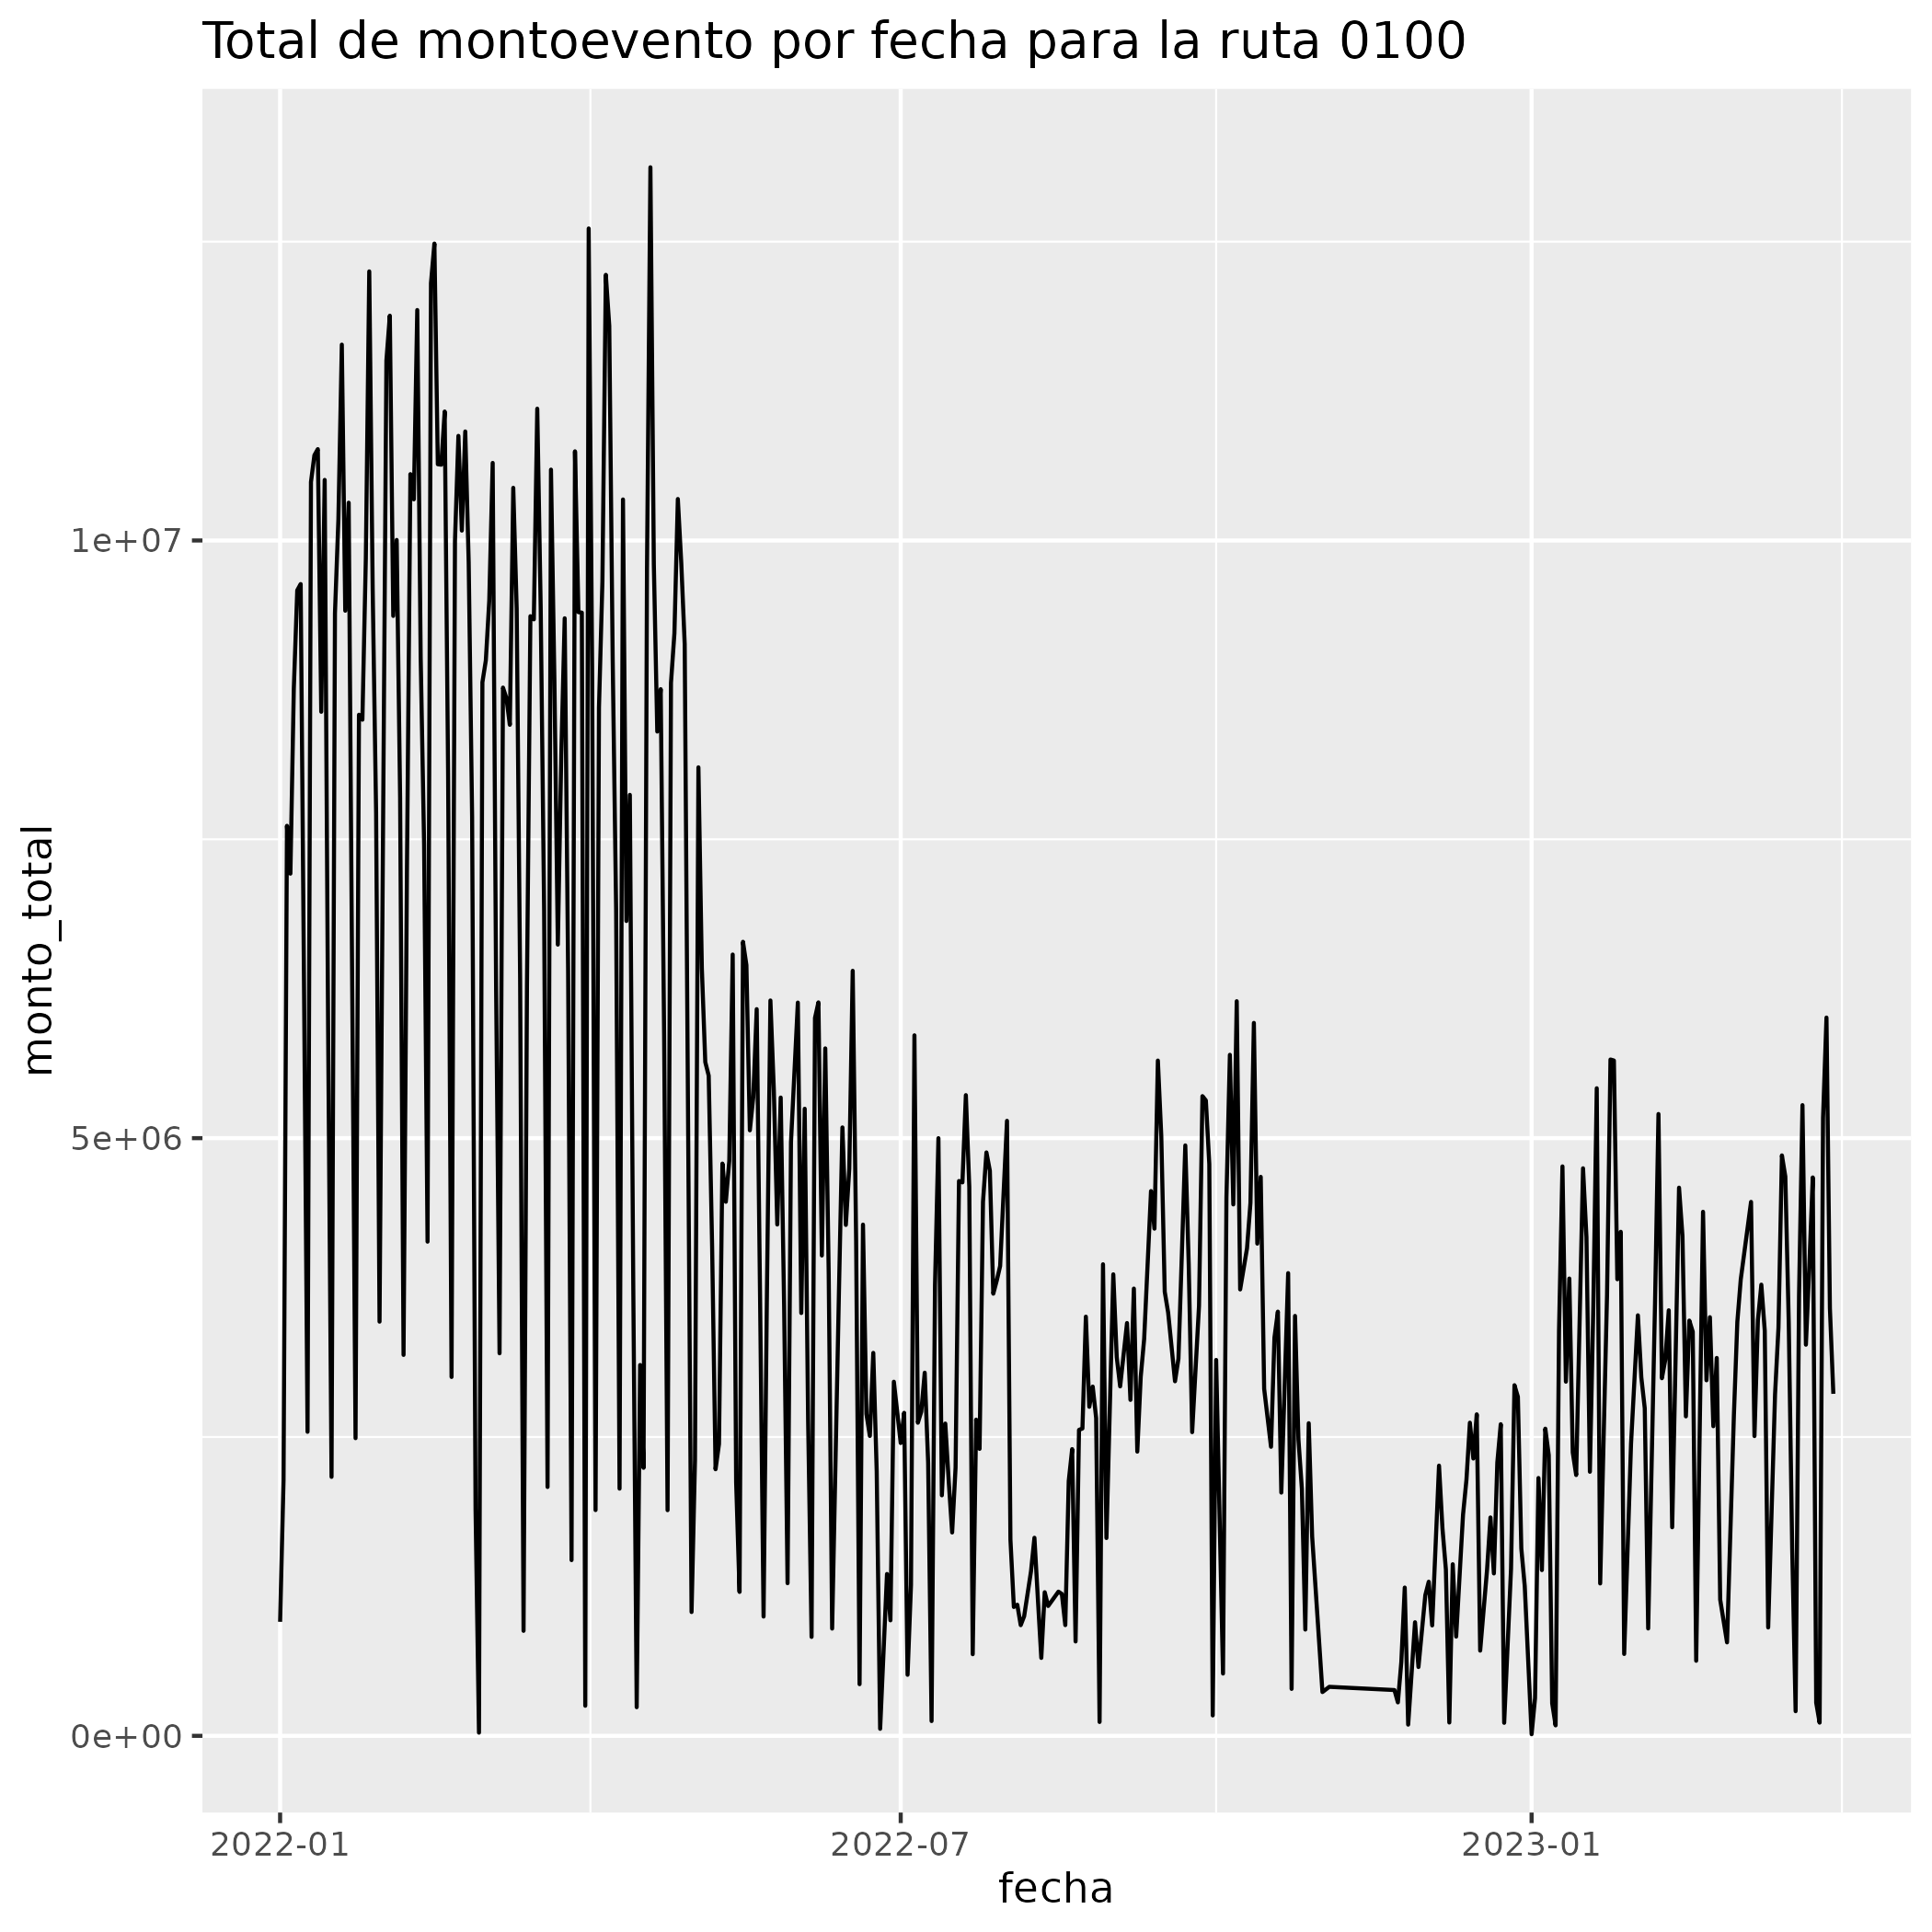 Total de montoevento por fecha para la ruta 0100
monto_total
1e+07
5e+06
0e+00
2022-01
2022-07
2023-01
fecha